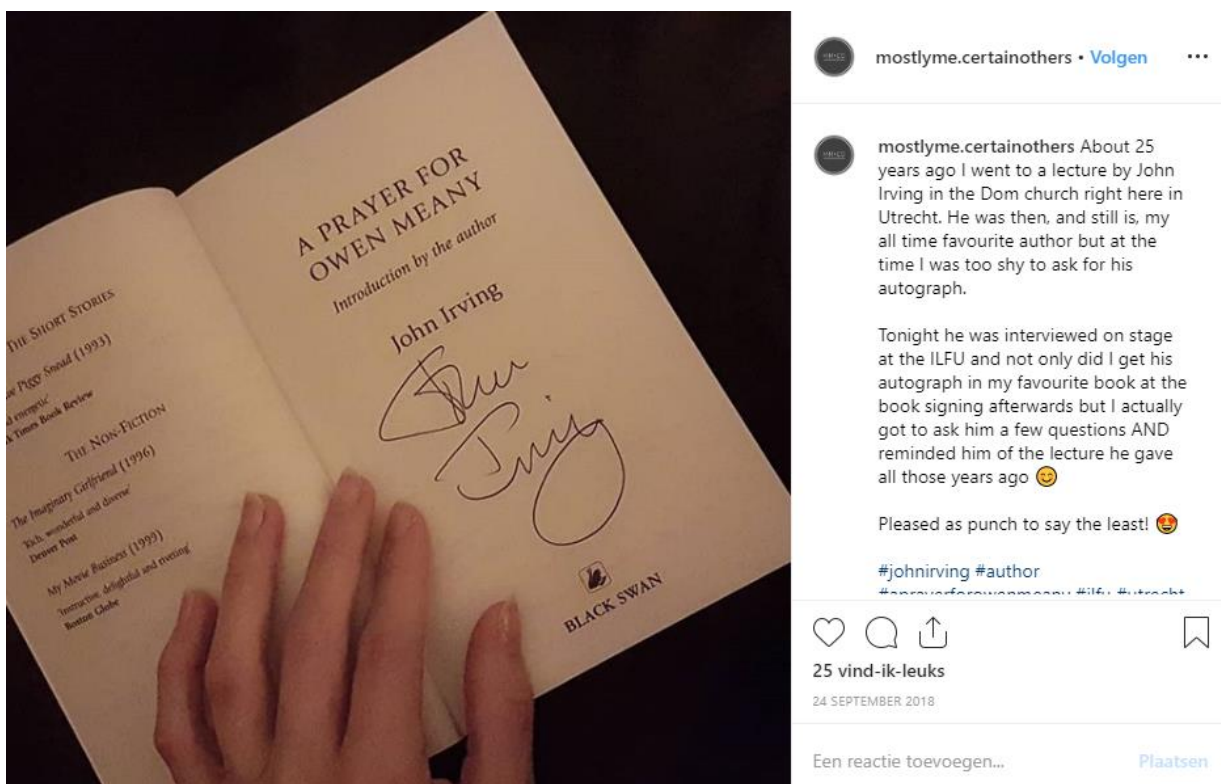 THE SHORT STORIES
Piggy Sneed (1993)
energetic'
Times Book Review
THE NON-FICTION
The Imaginary Girlfriend (1996)
'Rich, wonderful and diverse'
Denver Post
My Movie Business (1999)
'Instructive, delightful and riveting'
Boston Globe
A PRAYER FOR
OWEN MEANY
Introduction by the author
John Irving
John
Irving
BLACK SWAN
mostlyme.certainothers • Volgen
mostlyme.certainothers About 25
years ago I went to a lecture by John
Irving in the Dom church right here in
Utrecht. He was then, and still is, my
all time favourite author but at the
time I was too shy to ask for his
autograph.
Tonight he was interviewed on stage
at the ILFU and not only did I get his
autograph in my favourite book at the
book signing afterwards but I actually
got to ask him a few questions AND
reminded him of the lecture he gave
all those years ago 😊
Pleased as punch to say the least! 🤩
#johnirving #author
#aprayerforowenmeany #ilfu #utrecht
25 vind-ik-leuks
24 SEPTEMBER 2018
Een reactie toevoegen...
Plaatsen